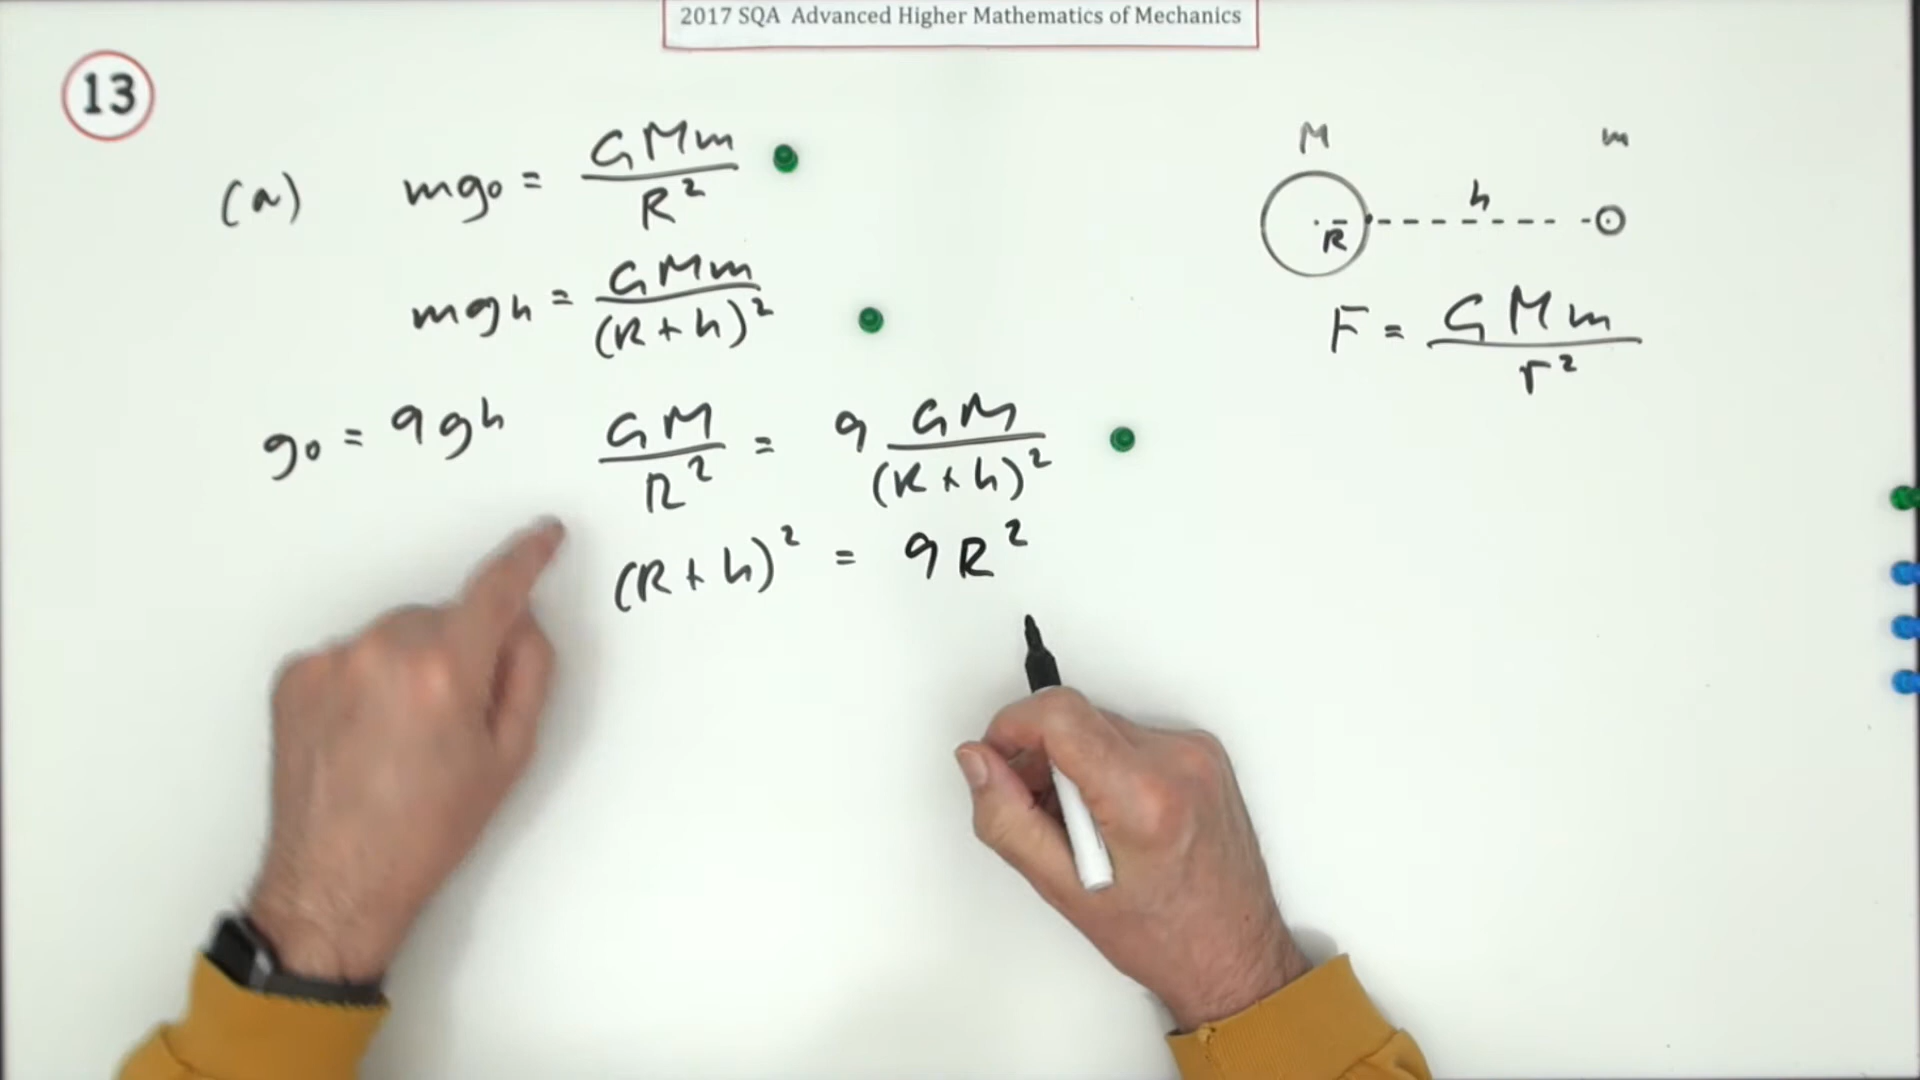 2017 SQA Advanced Higher Mathematics of Mechanics
13
(a) mg₀ = GMm / R²
mgₕ = GMm / (R + h)²
g₀ = 9gₕ GM / R² = 9 GM / (R + h)²
(R + h)² = 9R²
M m
h
R
F = GMm / r²